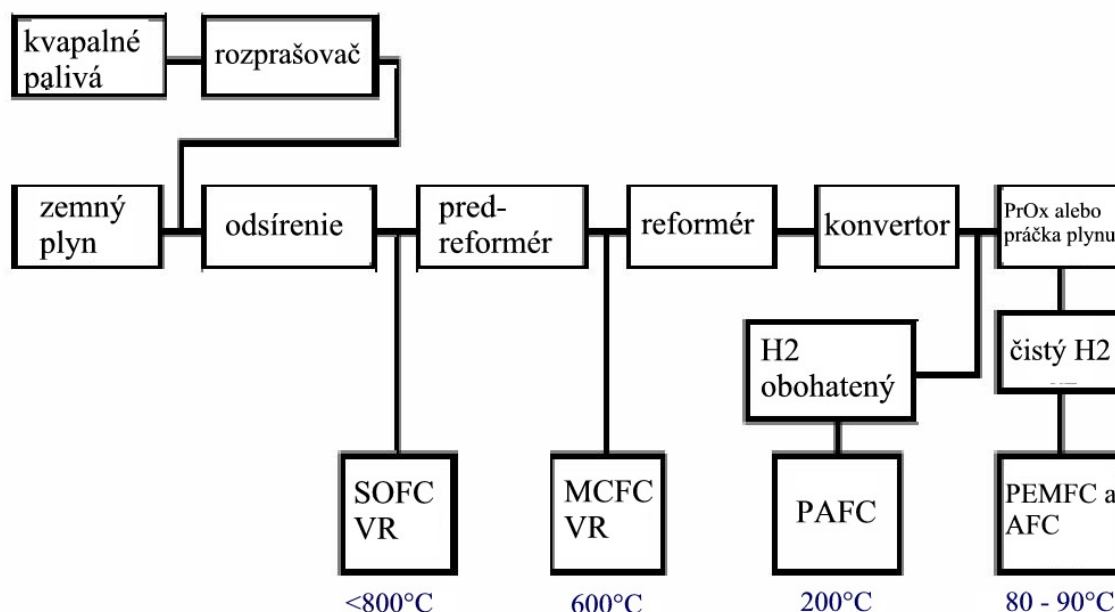 kvapalné
palivá
rozprašovač
zemný
plyn
odsírenie
pred-
reformér
reformér
konvertor
PrOx alebo
práčka plynu
H2
obohatený
čistý H2
SOFC
VR
MCFC
VR
PAFC
PEMFC a
AFC
<800°C
600°C
200°C
80 - 90°C